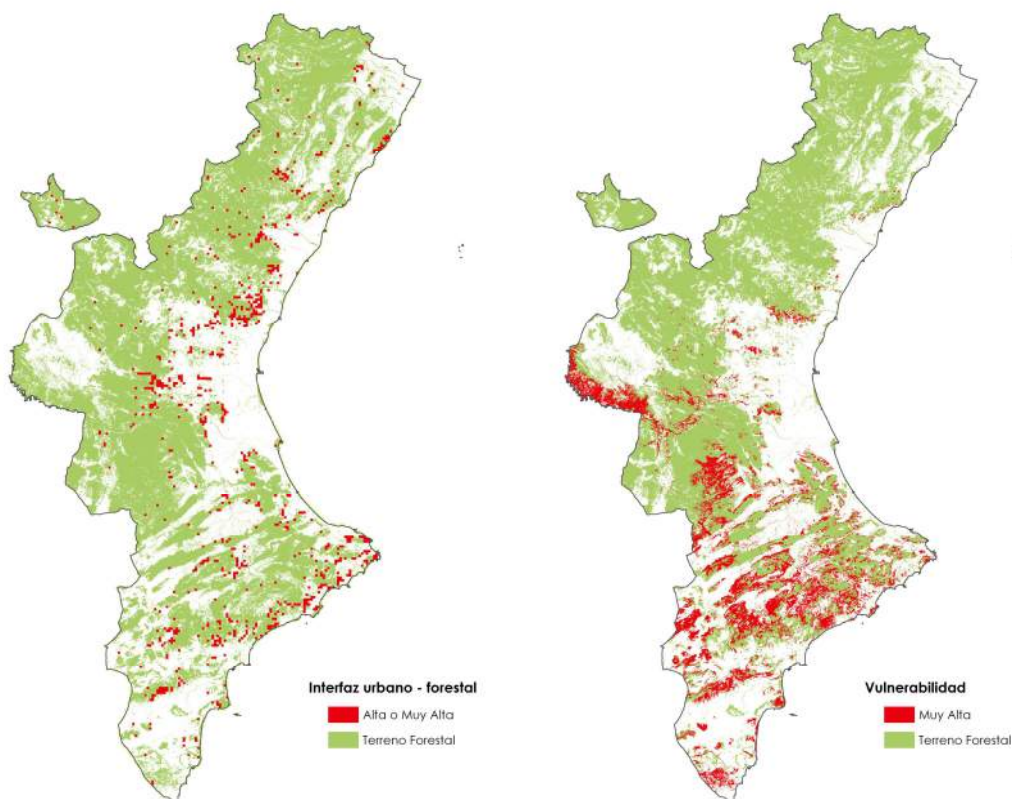 Interfaz urbano - forestal
Alta o Muy Alta
Terreno Forestal
Vulnerabilidad
Muy Alta
Terreno Forestal